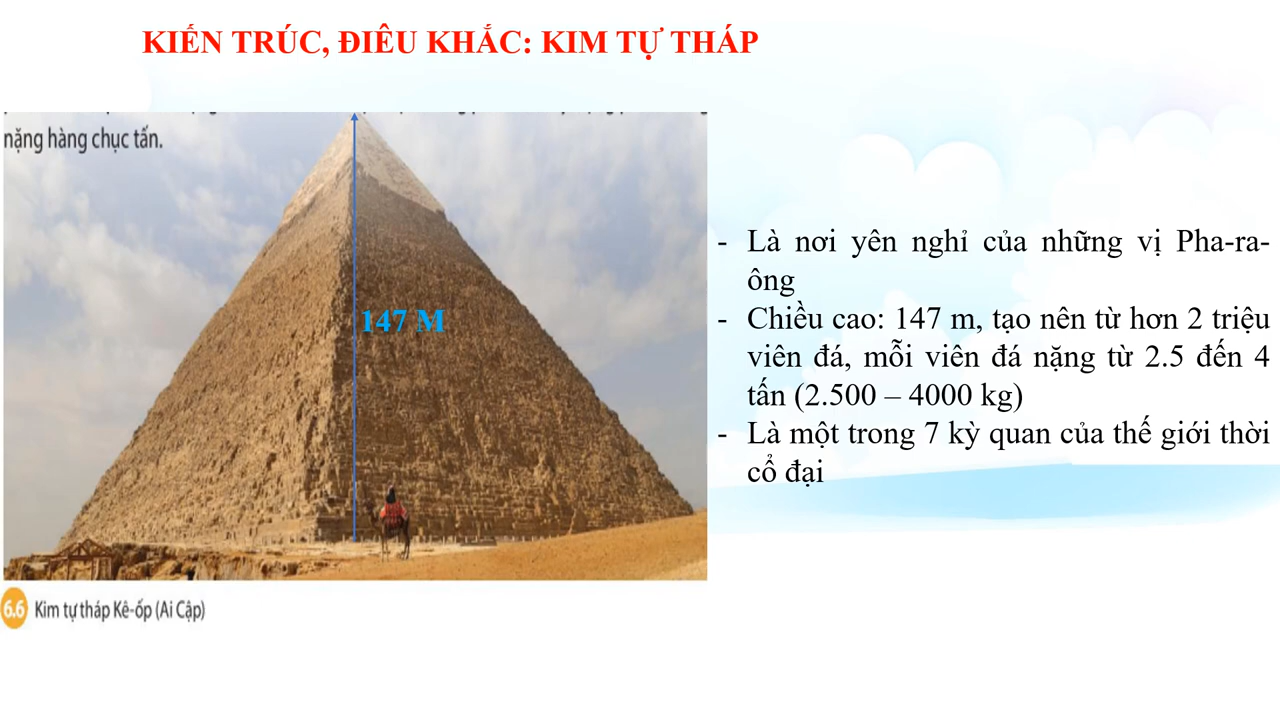 KIẾN TRÚC, ĐIÊU KHẮC: KIM TỰ THÁP
nặng hàng chục tấn.
147 M
- Là nơi yên nghỉ của những vị Pha-ra-
ông
- Chiều cao: 147 m, tạo nên từ hơn 2 triệu
viên đá, mỗi viên đá nặng từ 2.5 đến 4
tấn (2.500 – 4000 kg)
- Là một trong 7 kỳ quan của thế giới thời
cổ đại
6.6 Kim tự tháp Kê-ốp (Ai Cập)